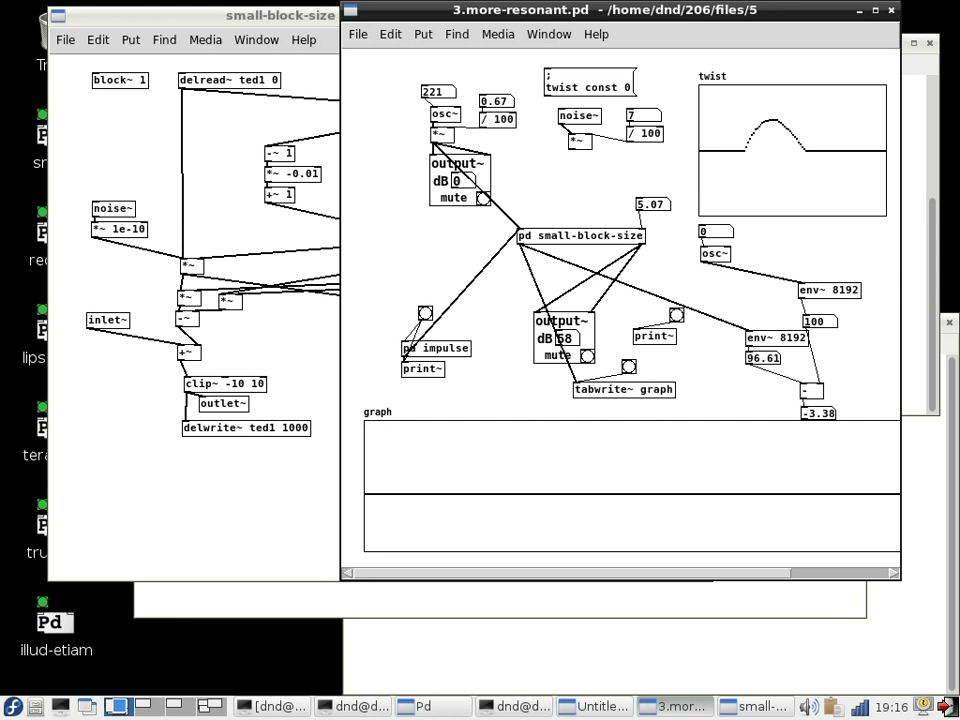 small-block-size
3.more-resonant.pd - /home/dnd/206/files/5
File Edit Put Find Media Window Help
File Edit Put Find Media Window Help
block~ 1
delread~ ted1 0
-~ 1
*~ -0.01
+~ 1
noise~
*~ 1e-10
*~
*~
*~
-~
inlet~
+~
clip~ -10 10
outlet~
delwrite~ ted1 1000
221
osc~
0.67
/ 100
*~
output~
dB 0
mute
;
twist const 0
noise~
7
/ 100
*~
twist
5.07
pd small-block-size
0
osc~
env~ 8192
100
env~ 8192
96.61
-
-3.38
output~
dB 58
mute
print~
pd impulse
print~
tabwrite~ graph
graph
Pd
illud-etiam
[dnd@...
dnd@d...
Pd
dnd@d...
Untitle...
3.mor...
small-...
19:16